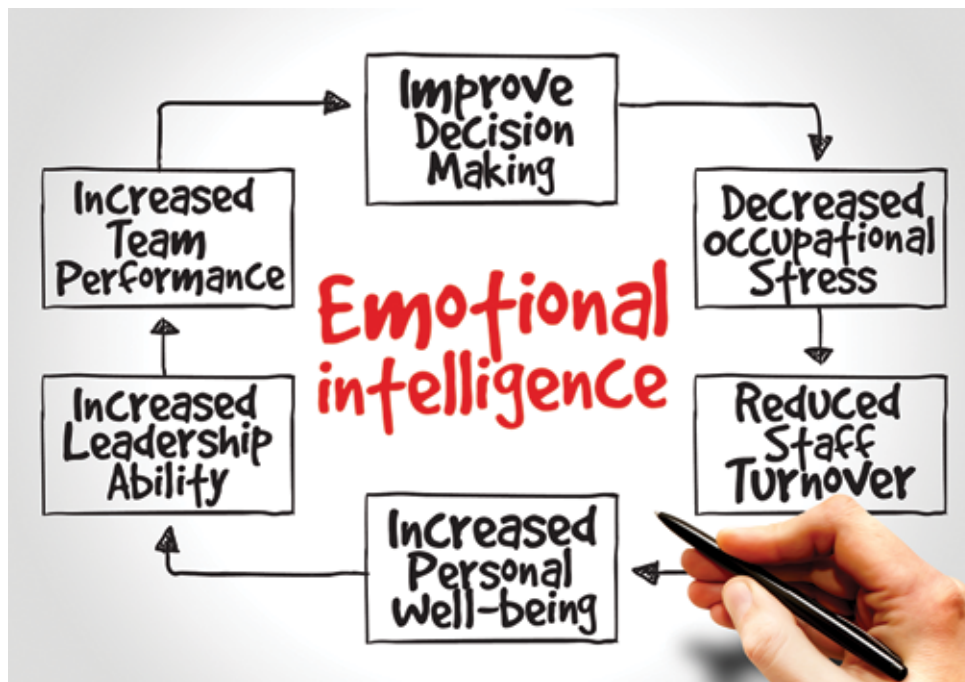 Improve
Decision
Making
Decreased
Occupational
Stress
Reduced
Staff
Turnover
Increased
Personal
Well-being
Increased
Leadership
Ability
Increased
Team
Performance
Emotional
intelligence